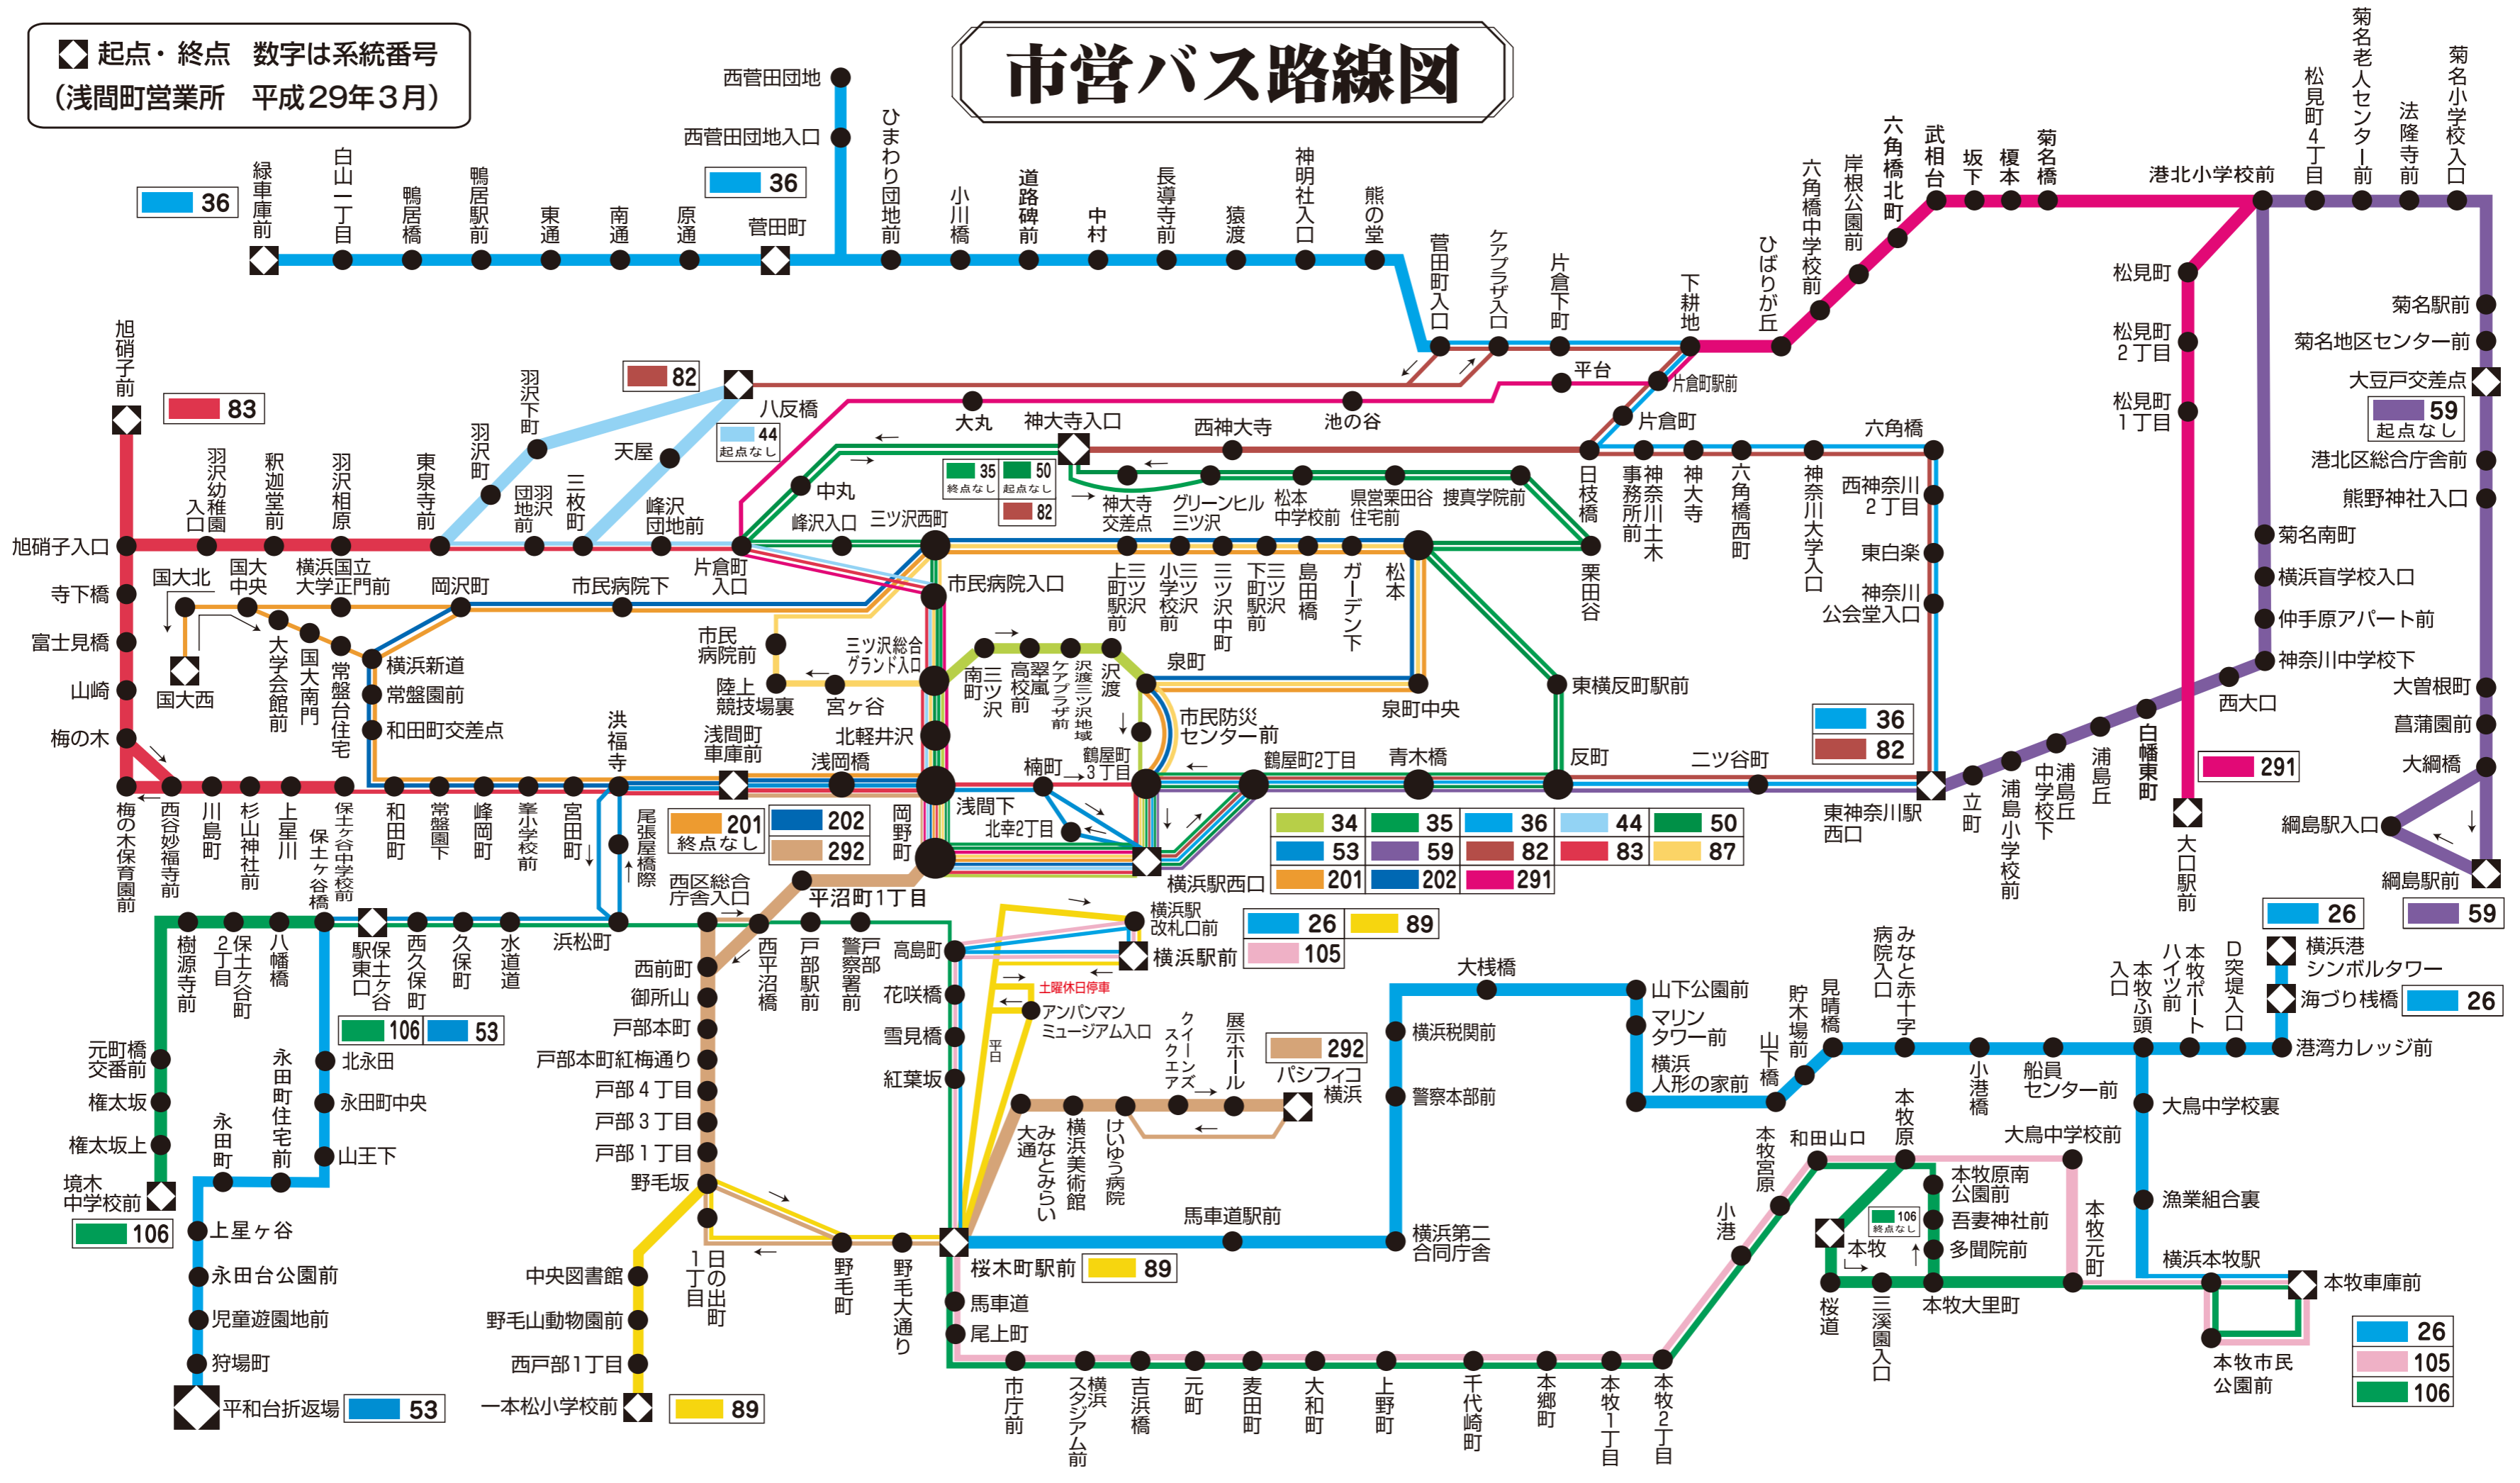 市営バス路線図
起点・終点　数字は系統番号
（浅間町営業所　平成29年3月）
西菅田団地
西菅田団地入口
36
36
緑車庫前
白山一丁目
鴨居橋
鴨居駅前
東通
南通
原通
菅田町
ひまわり団地前
小川橋
道路碑前
中村
長導寺前
猿渡
神明社入口
熊の堂
菅田町入口
ケアプラザ入口
片倉下町
下耕地
ひばりが丘
六角橋中学校前
岸根公園前
六角橋北町
武相台
坂下
榎本
菊名橋
港北小学校前
松見町4丁目
菊名老人センター前
法隆寺前
菊名小学校入口
松見町
松見町
2丁目
松見町
1丁目
菊名駅前
菊名地区センター前
大豆戸交差点
59
起点なし
港北区総合庁舎前
熊野神社入口
菊名南町
横浜盲学校入口
仲手原アパート前
神奈川中学校下
西大口
白幡東町
浦島丘
浦島丘
中学校下
浦島小学校前
立町
大曽根町
菖蒲園前
大綱橋
綱島駅入口
綱島駅前
59
291
大口駅前
旭硝子前
83
82
八反橋
44
起点なし
羽沢下町
羽沢町
天屋
羽沢幼稚園
入口
釈迦堂前
羽沢相原
東泉寺前
羽沢
団地前
三枚町
峰沢
団地前
片倉町
入口
旭硝子入口
寺下橋
富士見橋
山崎
梅の木
大丸
池の谷
平台
片倉町駅前
片倉町
神大寺入口
西神大寺
中丸
35
終点なし
50
起点なし
82
峰沢入口
三ツ沢西町
神大寺
交差点
グリーンヒル
三ツ沢
松本
中学校前
県営栗田谷
住宅前
捜真学院前
日枝橋
神奈川土木
事務所前
神大寺
六角橋西町
神奈川大学入口
六角橋
西神奈川
2丁目
東白楽
神奈川
公会堂入口
栗田谷
国大北
国大
中央
横浜国立
大学正門前
岡沢町
市民病院下
国大西
大学会館前
国大南門
常盤台住宅
横浜新道
常盤園前
和田町交差点
市民病院入口
市民
病院前
陸上
競技場裏
宮ヶ谷
三ツ沢総合
グランド入口
北軽井沢
三ツ沢
上町駅前
三ツ沢
小学校前
三ツ沢中町
三ツ沢
下町駅前
島田橋
ガーデン下
松本
三ツ沢
南町
翠嵐
高校前
沢渡三ツ沢地域
ケアプラザ前
沢渡
泉町
泉町中央
市民防災
センター前
鶴屋町
3丁目
鶴屋町2丁目
東横反町駅前
青木橋
反町
二ツ谷町
東神奈川駅
西口
36
82
洪福寺
浅間町
車庫前
浅岡橋
浅間下
楠町
北幸2丁目
岡野町
横浜駅西口
201
終点なし
202
292
34
35
36
44
50
53
59
82
83
87
201
202
291
梅の木保育園前
西谷妙福寺前
川島町
杉山神社前
上星川
保土ヶ谷中学校前
和田町
常盤園下
峰岡町
峯小学校前
宮田町
尾張屋橋際
保土ヶ谷橋
樹源寺前
保土ヶ谷町
2丁目
八幡橋
保土ヶ谷
駅東口
西久保町
久保町
水道道
浜松町
106
53
西区総合
庁舎入口
平沼町1丁目
西平沼橋
戸部駅前
戸部
警察署前
西前町
御所山
戸部本町
戸部本町紅梅通り
戸部4丁目
戸部3丁目
戸部1丁目
野毛坂
日の出町
1丁目
野毛町
野毛大通り
中央図書館
野毛山動物園前
西戸部1丁目
一本松小学校前
89
元町橋
交番前
権太坂
権太坂上
境木
中学校前
106
永田町
永田町住宅前
北永田
永田町中央
山王下
上星ヶ谷
永田台公園前
児童遊園地前
狩場町
平和台折返場
53
高島町
花咲橋
雪見橋
紅葉坂
横浜駅
改札口前
横浜駅前
26
89
105
土曜休日停車
アンパンマン
ミュージアム入口
平日
みなとみらい
大通
横浜美術館
けいゆう病院
クイーンズ
スクエア
展示ホール
292
パシフィコ
横浜
桜木町駅前
89
馬車道
尾上町
馬車道駅前
横浜第二
合同庁舎
警察本部前
横浜税関前
大桟橋
山下公園前
マリン
タワー前
横浜
人形の家前
山下橋
貯木場前
見晴橋
みなと赤十字
病院入口
小港橋
船員
センター前
本牧ふ頭
入口
本牧ポート
ハイツ前
D突堤入口
港湾カレッジ前
26
横浜港
シンボルタワー
海づり桟橋
26
大鳥中学校裏
漁業組合裏
横浜本牧駅
本牧車庫前
本牧市民
公園前
26
105
106
市庁前
横浜
スタジアム前
吉浜橋
元町
麦田町
大和町
上野町
千代崎町
本郷町
本牧1丁目
本牧2丁目
小港
本牧宮原
和田山口
本牧原
大鳥中学校前
本牧原南
公園前
吾妻神社前
多聞院前
本牧元町
106
終点なし
本牧
桜道
三溪園入口
本牧大里町